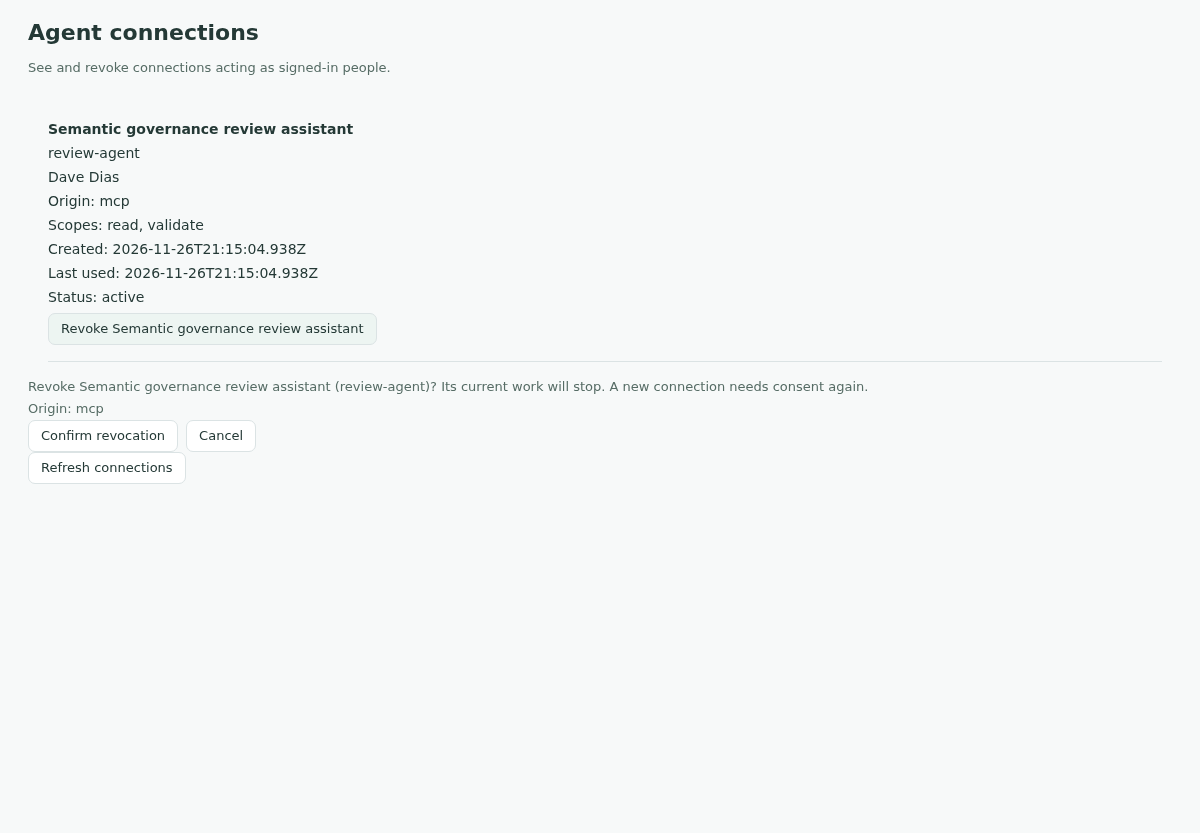 Agent connections
See and revoke connections acting as signed-in people.
Semantic governance review assistant
review-agent
Dave Dias
Origin: mcp
Scopes: read, validate
Created: 2026-11-26T21:15:04.938Z
Last used: 2026-11-26T21:15:04.938Z
Status: active
Revoke Semantic governance review assistant
Revoke Semantic governance review assistant (review-agent)? Its current work will stop. A new connection needs consent again.
Origin: mcp
Confirm revocation Cancel
Refresh connections